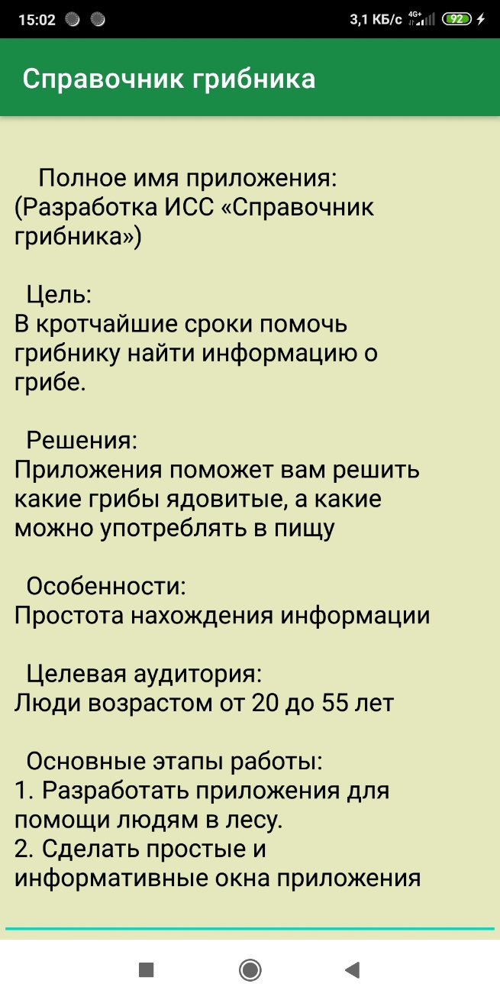 15:02
3,1 КБ/с 4G+ 92
Справочник грибника
Полное имя приложения:
(Разработка ИСС «Справочник
грибника»)
Цель:
В кротчайшие сроки помочь
грибнику найти информацию о
грибе.
Решения:
Приложения поможет вам решить
какие грибы ядовитые, а какие
можно употреблять в пищу
Особенности:
Простота нахождения информации
Целевая аудитория:
Люди возрастом от 20 до 55 лет
Основные этапы работы:
1. Разработать приложения для
помощи людям в лесу.
2. Сделать простые и
информативные окна приложения